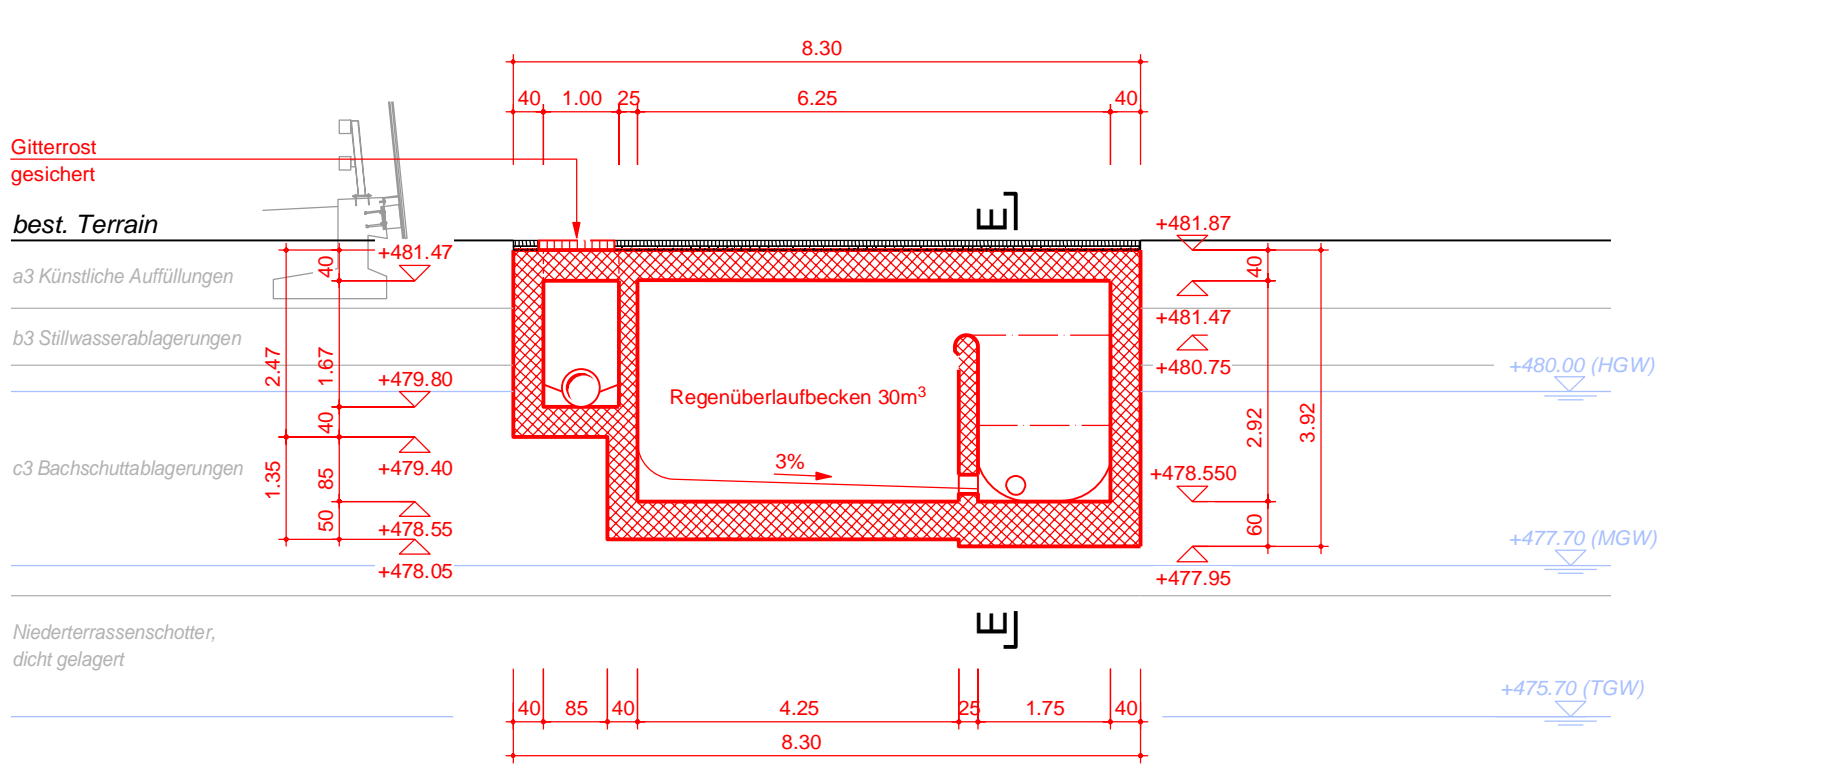 8.30
40 1.00 25 6.25 40
Gitterrost
gesichert
best. Terrain
E
+481.87
+481.47
40
40
a3 Künstliche Auffüllungen
+481.47
b3 Stillwasserablagerungen
2.47
1.67
+480.75
+480.00 (HGW)
+479.80
Regenüberlaufbecken 30m³
40
2.92
3.92
c3 Bachschuttablagerungen
+479.40
1.35
85
3%
+478.550
50
+478.55
60
+477.70 (MGW)
+478.05
+477.95
E
Niederterrassenschotter,
dicht gelagert
+475.70 (TGW)
40 85 40 4.25 25 1.75 40
8.30